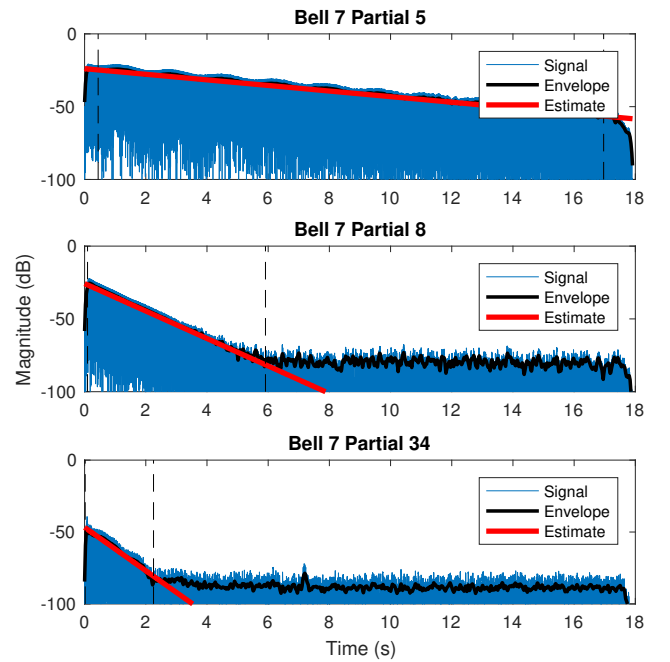 Bell 7 Partial 5
0
-50
-100
Signal
Envelope
Estimate
0 2 4 6 8 10 12 14 16 18
Bell 7 Partial 8
0
-50
-100
Magnitude (dB)
Signal
Envelope
Estimate
0 2 4 6 8 10 12 14 16 18
Bell 7 Partial 34
0
-50
-100
Signal
Envelope
Estimate
0 2 4 6 8 10 12 14 16 18
Time (s)